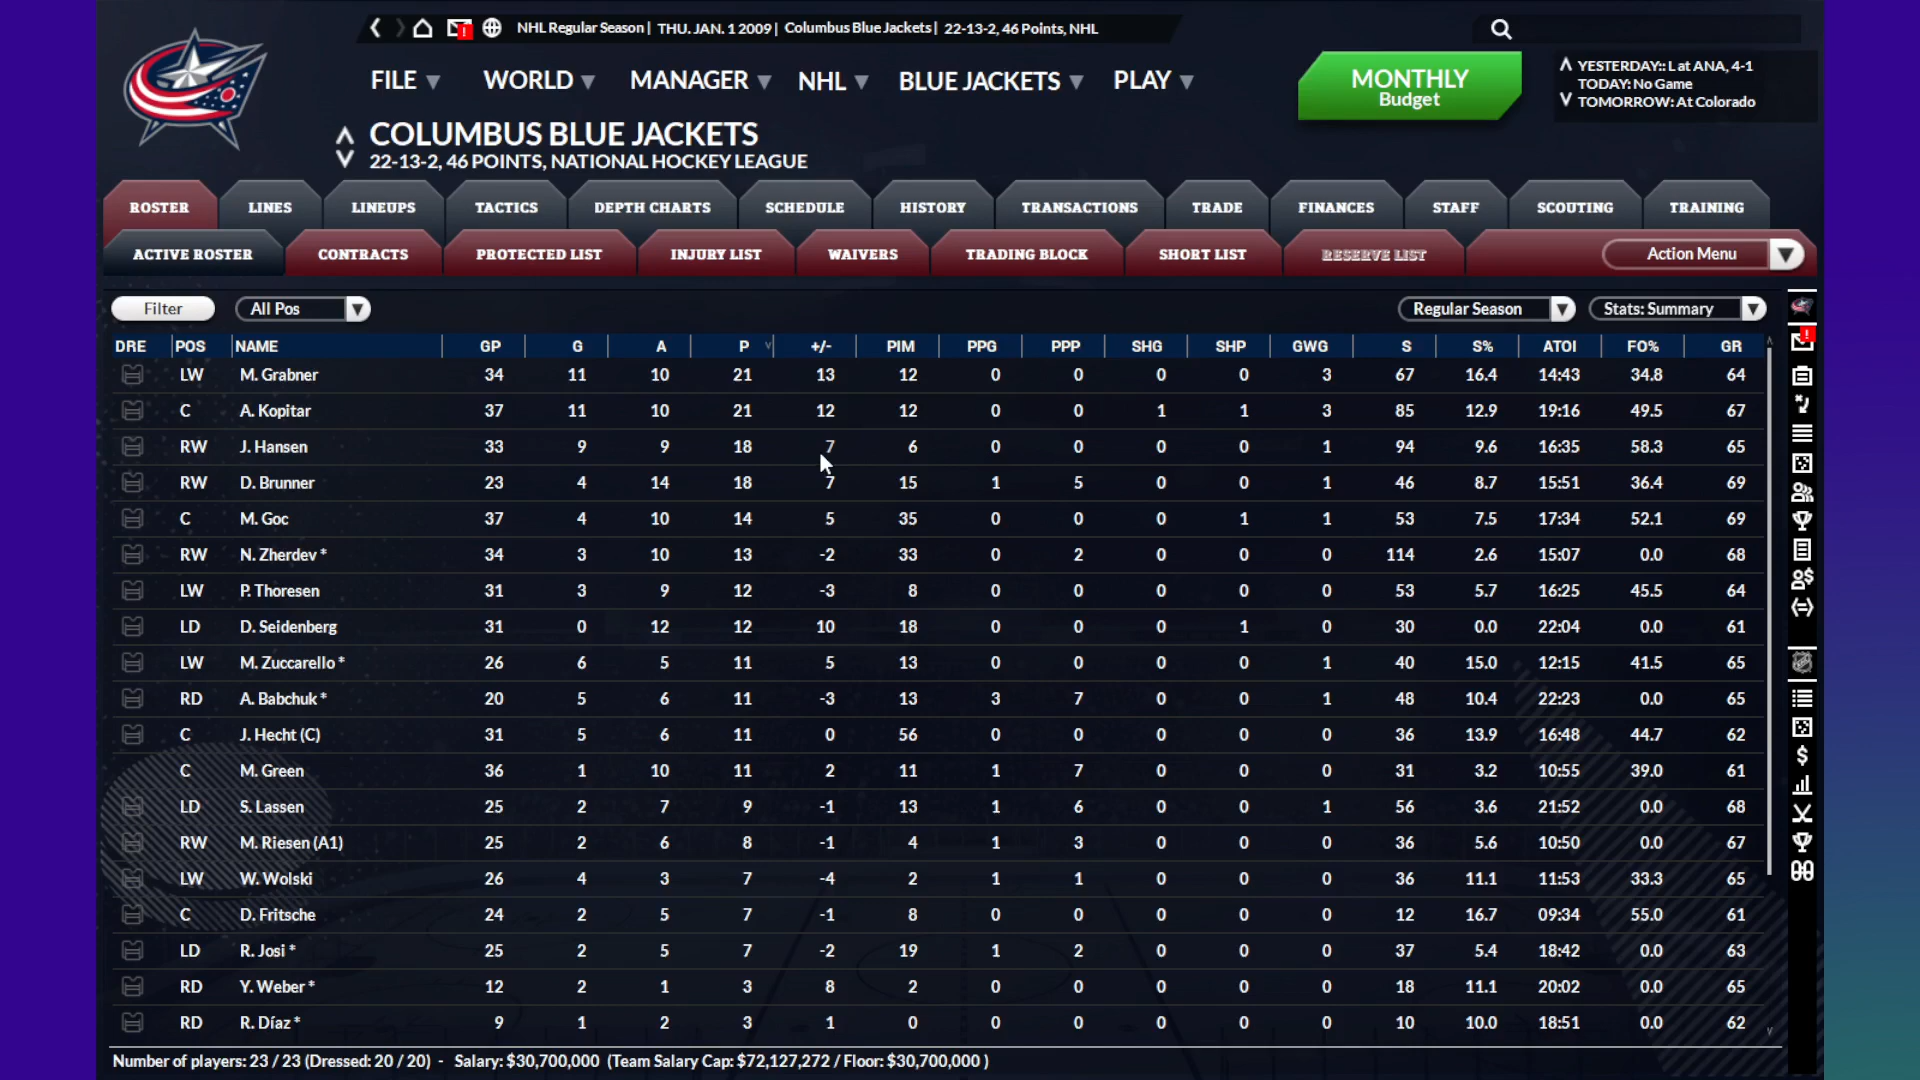 NHL Regular Season | THU. JAN. 1 2009 | Columbus Blue Jackets | 22-13-2, 46 Points, NHL
FILE WORLD MANAGER NHL BLUE JACKETS PLAY
MONTHLY
Budget
YESTERDAY:: L at ANA, 4-1
TODAY: No Game
TOMORROW: At Colorado
COLUMBUS BLUE JACKETS
22-13-2, 46 POINTS, NATIONAL HOCKEY LEAGUE
ROSTER LINES LINEUPS TACTICS DEPTH CHARTS SCHEDULE HISTORY TRANSACTIONS TRADE FINANCES STAFF SCOUTING TRAINING
ACTIVE ROSTER CONTRACTS PROTECTED LIST INJURY LIST WAIVERS TRADING BLOCK SHORT LIST RESERVE LIST Action Menu
Filter All Pos Regular Season Stats: Summary
DRE POS NAME GP G A P +/- PIM PPG PPP SHG SHP GWG S S% ATOI FO% GR
LW M. Grabner 34 11 10 21 13 12 0 0 0 0 3 67 16.4 14:43 34.8 64
C A. Kopitar 37 11 10 21 12 12 0 0 1 1 3 85 12.9 19:16 49.5 67
RW J. Hansen 33 9 9 18 7 6 0 0 0 0 1 94 9.6 16:35 58.3 65
RW D. Brunner 23 4 14 18 7 15 1 5 0 0 1 46 8.7 15:51 36.4 69
C M. Goc 37 4 10 14 5 35 0 0 0 1 1 53 7.5 17:34 52.1 69
RW N. Zherdev * 34 3 10 13 -2 33 0 2 0 0 0 114 2.6 15:07 0.0 68
LW P. Thoresen 31 3 9 12 -3 8 0 0 0 0 0 53 5.7 16:25 45.5 64
LD D. Seidenberg 31 0 12 12 10 18 0 0 0 1 0 30 0.0 22:04 0.0 61
LW M. Zuccarello * 26 6 5 11 5 13 0 0 0 0 1 40 15.0 12:15 41.5 65
RD A. Babchuk * 20 5 6 11 -3 13 3 7 0 0 1 48 10.4 22:23 0.0 65
C J. Hecht (C) 31 5 6 11 0 56 0 0 0 0 0 36 13.9 16:48 44.7 62
C M. Green 36 1 10 11 2 11 1 7 0 0 0 31 3.2 10:55 39.0 61
LD S. Lassen 25 2 7 9 -1 13 1 6 0 0 1 56 3.6 21:52 0.0 68
RW M. Riesen (A1) 25 2 6 8 -1 4 1 3 0 0 0 36 5.6 10:50 0.0 67
LW W. Wolski 26 4 3 7 -4 2 1 1 0 0 0 36 11.1 11:53 33.3 65
C D. Fritsche 24 2 5 7 -1 8 0 0 0 0 0 12 16.7 09:34 55.0 61
LD R. Josi * 25 2 5 7 -2 19 1 2 0 0 0 37 5.4 18:42 0.0 63
RD Y. Weber * 12 2 1 3 8 2 0 0 0 0 0 18 11.1 20:02 0.0 65
RD R. Díaz * 9 1 2 3 1 0 0 0 0 0 0 10 10.0 18:51 0.0 62
Number of players: 23 / 23 (Dressed: 20 / 20) - Salary: $30,700,000 (Team Salary Cap: $72,127,272 / Floor: $30,700,000 )